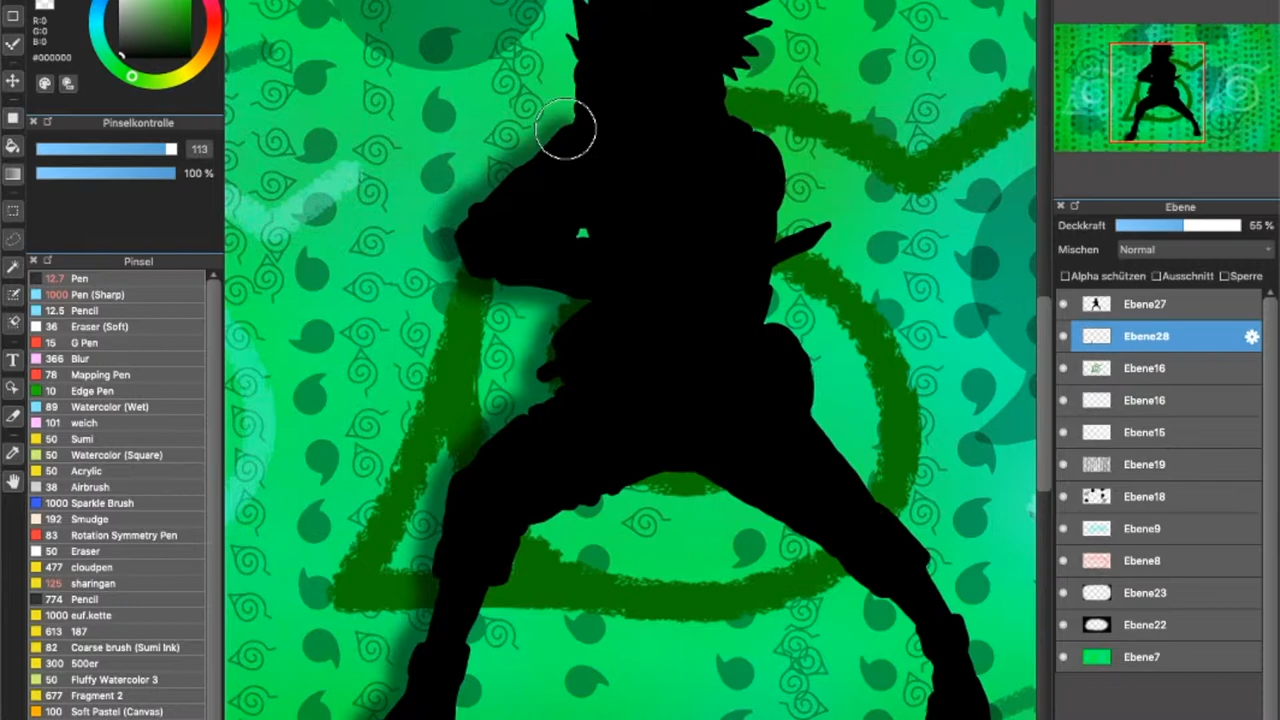 R:0
G:0
B:0
#000000
Pinselkontrolle
113
100 %
Pinsel
12.7 Pen
1000 Pen (Sharp)
12.5 Pencil
36 Eraser (Soft)
15 G Pen
366 Blur
78 Mapping Pen
10 Edge Pen
89 Watercolor (Wet)
101 weich
50 Sumi
50 Watercolor (Square)
50 Acrylic
38 Airbrush
1000 Sparkle Brush
192 Smudge
83 Rotation Symmetry Pen
50 Eraser
477 cloudpen
125 sharingan
774 Pencil
1000 euf.kette
613 187
82 Coarse brush (Sumi Ink)
300 500er
50 Fluffy Watercolor 3
677 Fragment 2
100 Soft Pastel (Canvas)
T
Ebene
Deckkraft 55 %
Mischen Normal
Alpha schützen Ausschnitt Sperre
Ebene27
Ebene28
Ebene16
Ebene16
Ebene15
Ebene19
Ebene18
Ebene9
Ebene8
Ebene23
Ebene22
Ebene7